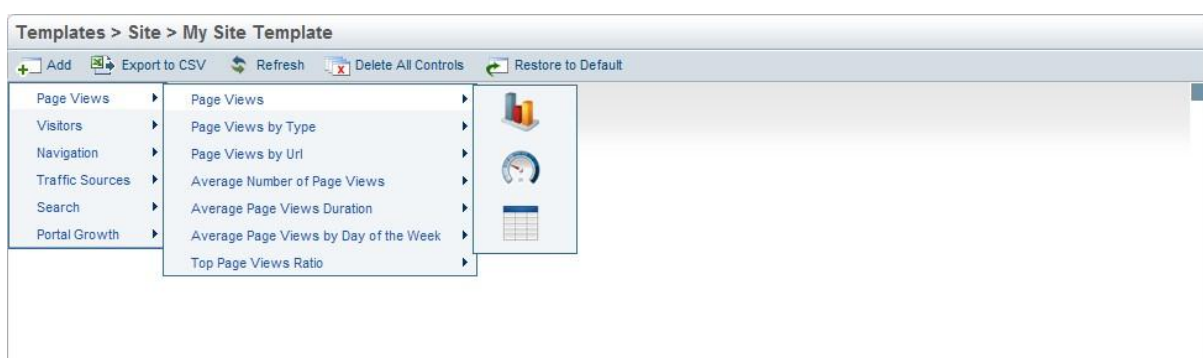 Templates > Site > My Site Template
Add Export to CSV Refresh Delete All Controls Restore to Default
Page Views
Visitors
Navigation
Traffic Sources
Search
Portal Growth
Page Views
Page Views by Type
Page Views by Url
Average Number of Page Views
Average Page Views Duration
Average Page Views by Day of the Week
Top Page Views Ratio